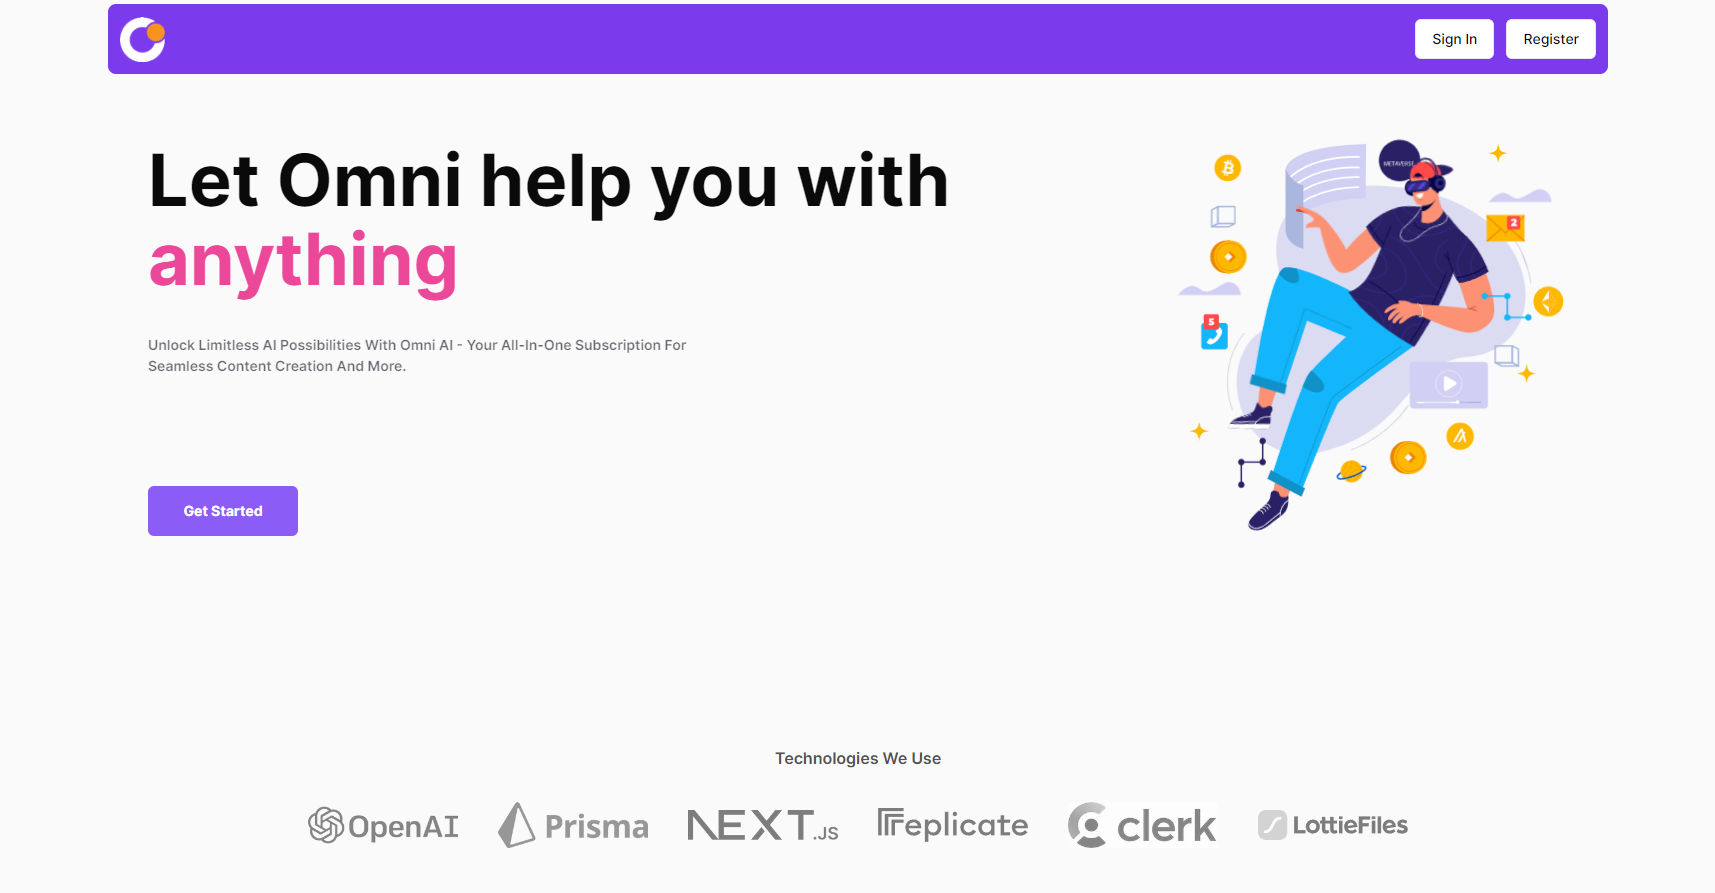 Sign In
Register
Let Omni help you with
anything
Unlock Limitless AI Possibilities With Omni AI - Your All-In-One Subscription For
Seamless Content Creation And More.
METAVERSE
2
5
Get Started
Technologies We Use
OpenAI
Prisma
NEXT.JS
Replicate
clerk
LottieFiles